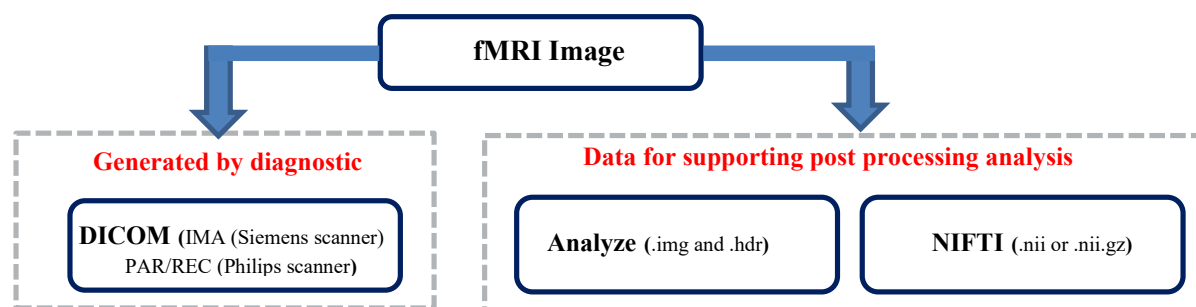 fMRI Image
Generated by diagnostic
DICOM (IMA (Siemens scanner)
PAR/REC (Philips scanner)
Data for supporting post processing analysis
Analyze (.img and .hdr)
NIFTI (.nii or .nii.gz)